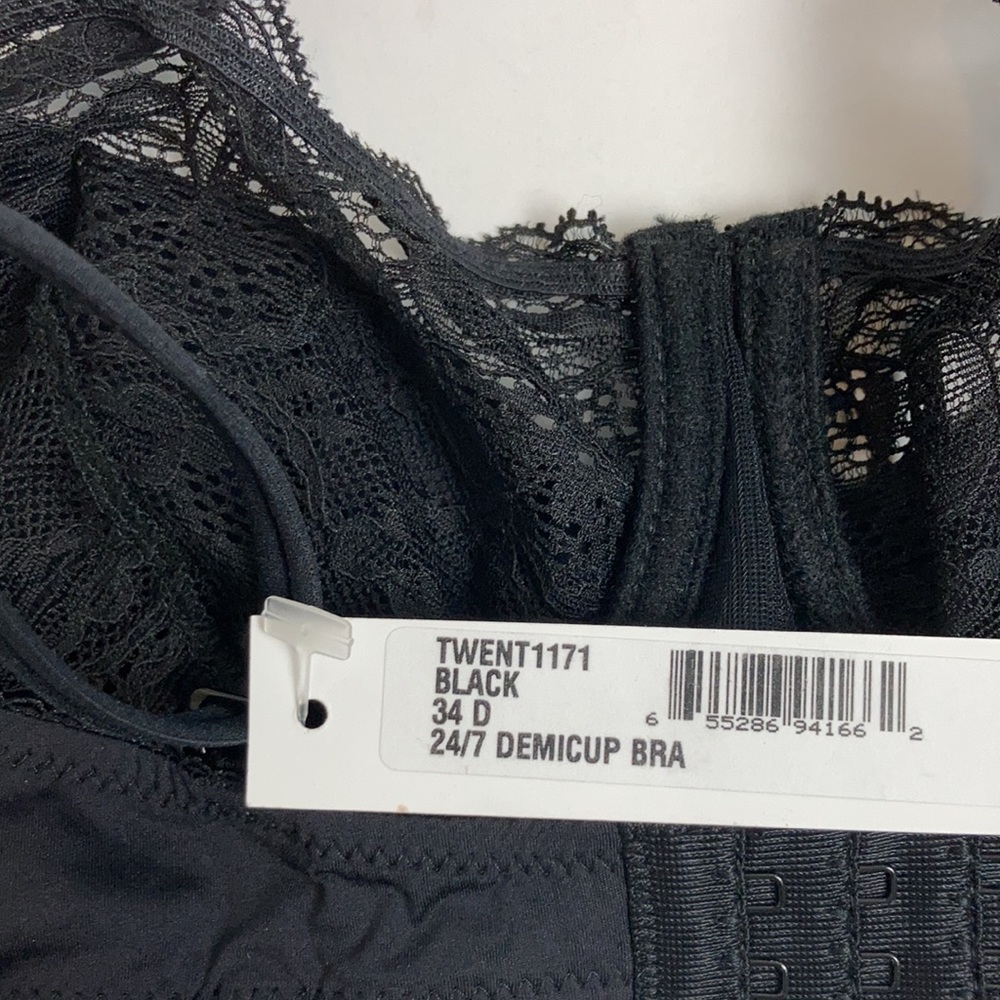 TWENT1171
BLACK
34 D
24/7 DEMICUP BRA
6 55286 94166 2